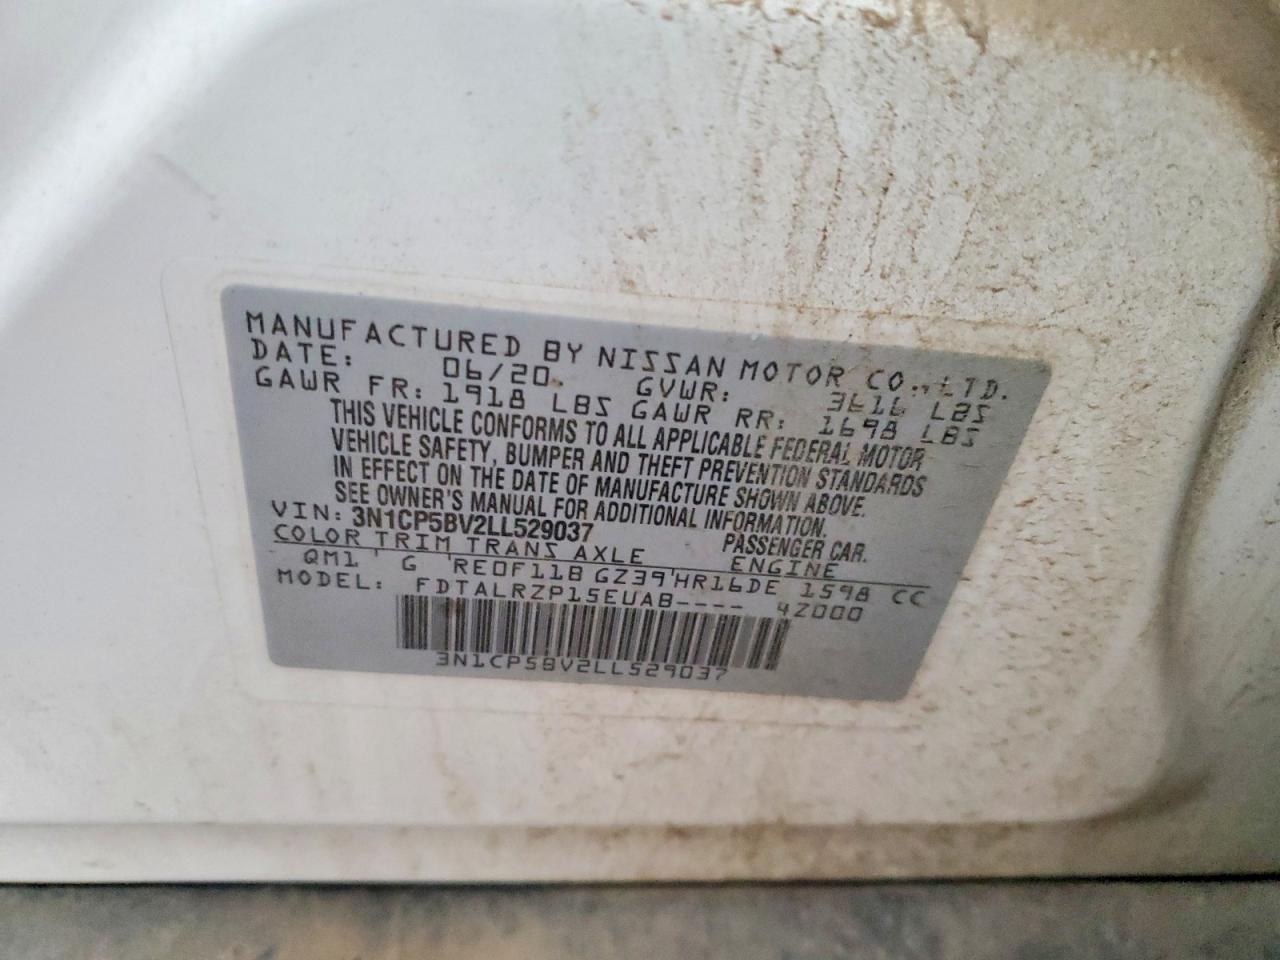 MANUFACTURED BY NISSAN MOTOR CO., LTD.
DATE: 06/20 GVWR: 3616 LBS
GAWR FR: 1918 LBS GAWR RR: 1698 LBS
THIS VEHICLE CONFORMS TO ALL APPLICABLE FEDERAL MOTOR
VEHICLE SAFETY, BUMPER AND THEFT PREVENTION STANDARDS
IN EFFECT ON THE DATE OF MANUFACTURE SHOWN ABOVE.
SEE OWNER'S MANUAL FOR ADDITIONAL INFORMATION.
VIN: 3N1CP5BV2LL529037 PASSENGER CAR.
COLOR TRIM TRANS AXLE ENGINE
QM1 ' G 'RE0F11B GZ39'HR16DE 1598 CC
MODEL: FDTALRZP15EUAB---- 4Z000
3N1CP5BV2LL529037